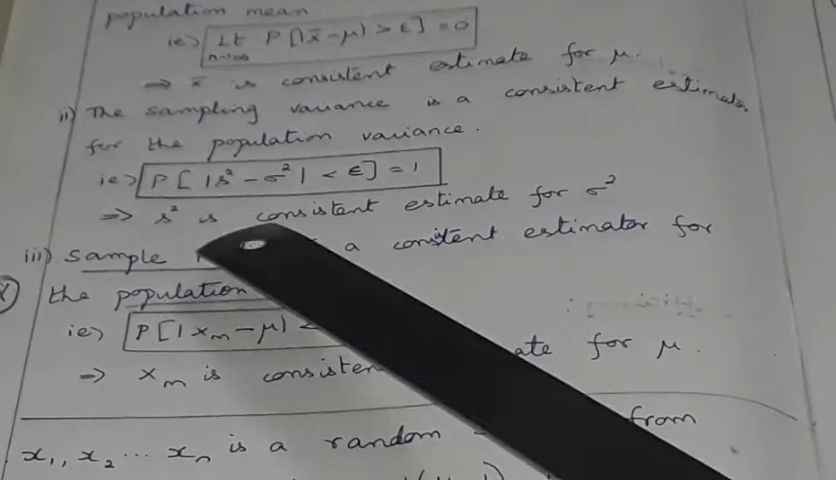 population mean
ie) Lt n→∞ P[|x̄-μ) > ε] = 0
⇒ x̄ is consistent estimate for μ.
ii) The sampling variance is a consistent estimate
for the population variance.
ie) P[|s² - σ²| < ε] = 1
⇒ s² is consistent estimate for σ²
iii) Sample a consistent estimator for
the population
ie) P[|xm - μ) <
⇒ xm is consisten ate for μ.
x₁, x₂ ... xn is a random from